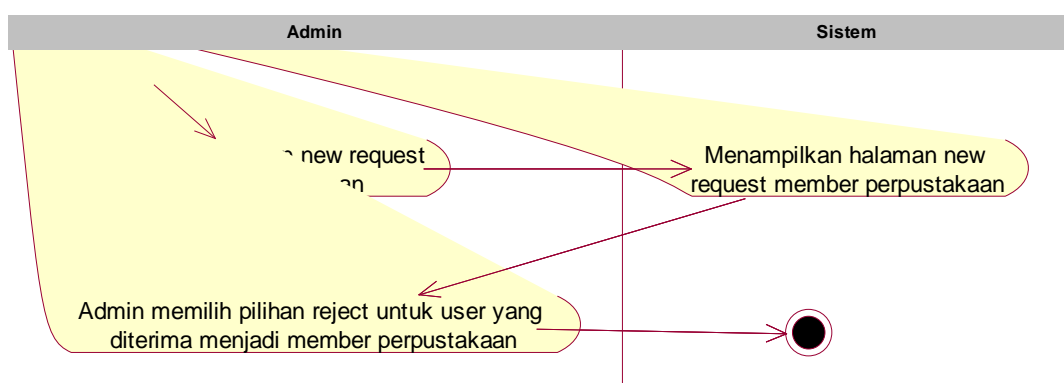 Admin
Sistem
new request
Menampilkan halaman new
request member perpustakaan
Admin memilih pilihan reject untuk user yang
diterima menjadi member perpustakaan